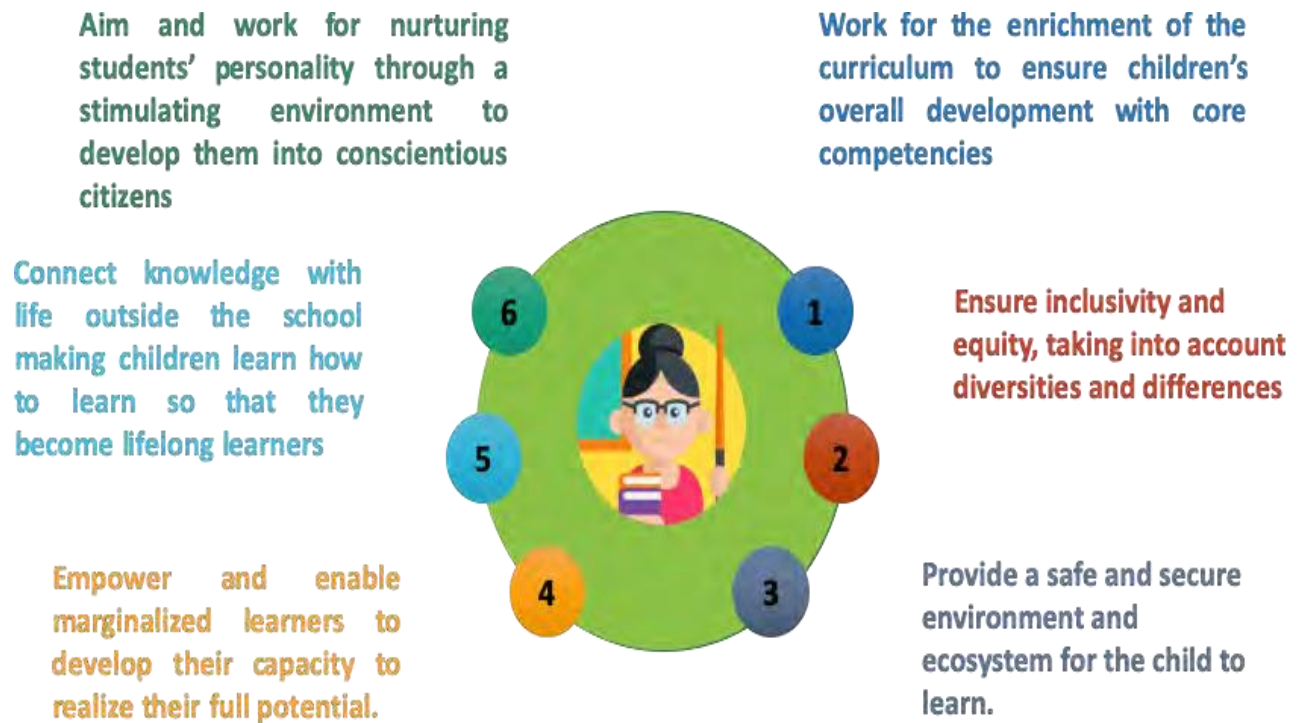 Aim and work for nurturing
students’ personality through a
stimulating environment to
develop them into conscientious
citizens
Work for the enrichment of the
curriculum to ensure children’s
overall development with core
competencies
Connect knowledge with
life outside the school
making children learn how
to learn so that they
become lifelong learners
6
1
Ensure inclusivity and
equity, taking into account
diversities and differences
5
2
Empower and enable
marginalized learners to
develop their capacity to
realize their full potential.
4
3
Provide a safe and secure
environment and
ecosystem for the child to
learn.